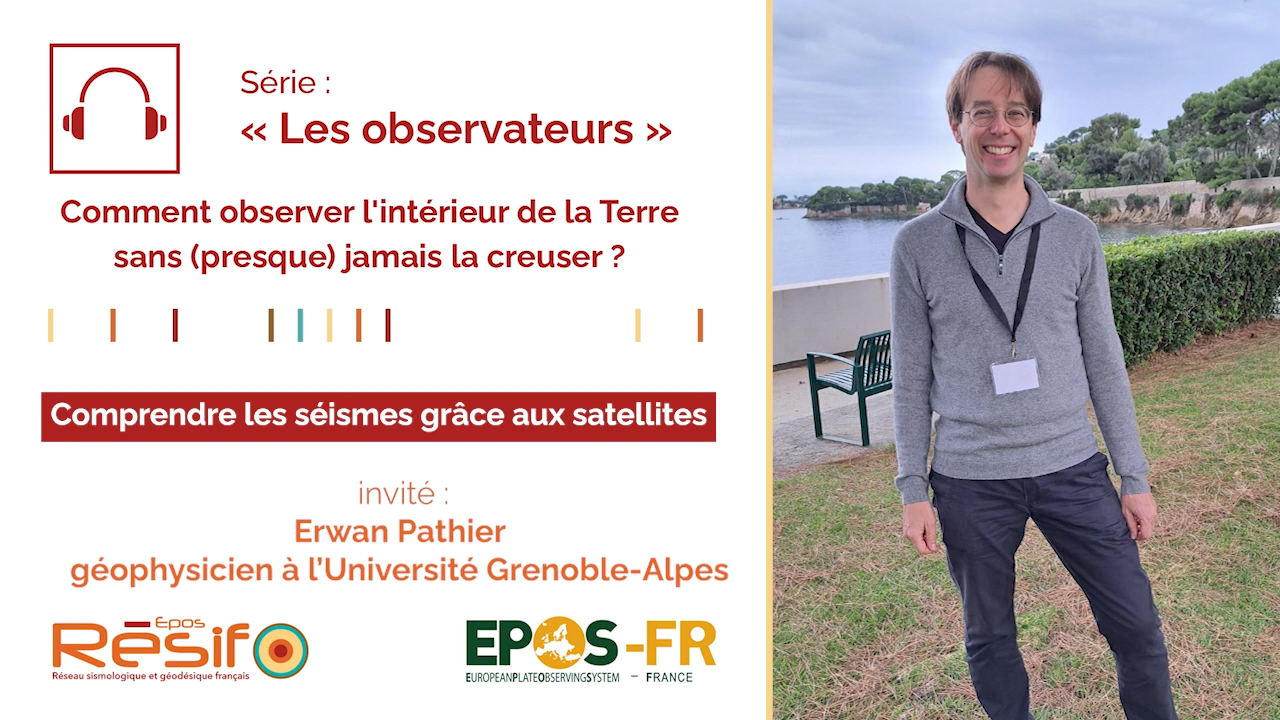 Série :
« Les observateurs »
Comment observer l'intérieur de la Terre
sans (presque) jamais la creuser ?
Comprendre les séismes grâce aux satellites
invité :
Erwan Pathier
géophysicien à l’Université Grenoble-Alpes
Epos
Résif
Réseau sismologique et géodésique français
EPOS-FR
EUROPEANPLATEOBSERVINGSYSTEM – FRANCE